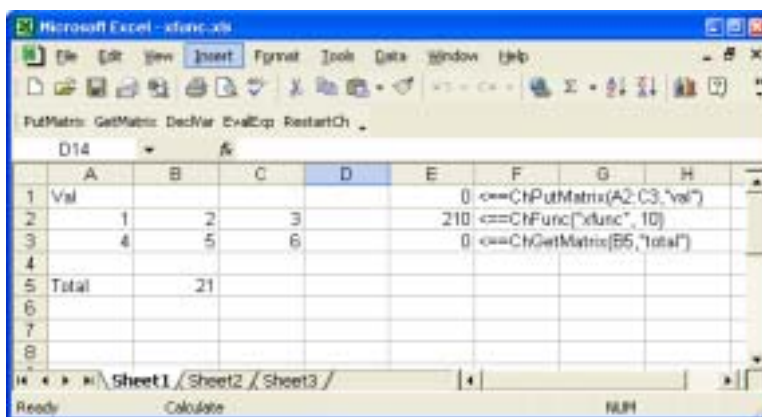 Microsoft Excel - xfunc.xls
File Edit View Insert Format Tools Data Window Help
PutMatrix GetMatrix DeclVar EvalExp RestartCh
D14 fx
A B C D E F G H
1 Val 0 <==ChPutMatrix(A2:C3,"val")
2 1 2 3 210 <==ChFunc("xfunc", 10)
3 4 5 6 0 <==ChGetMatrix(B5,"total")
4
5 Total 21
6
7
8
Sheet1 / Sheet2 / Sheet3 /
Ready Calculate NUM